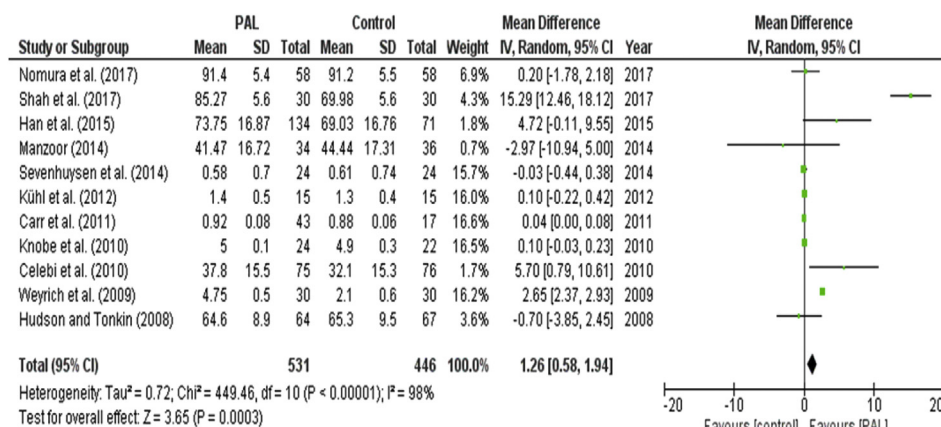 PAL Control Mean Difference Mean Difference
Study or Subgroup Mean SD Total Mean SD Total Weight IV, Random, 95% CI Year IV, Random, 95% CI
Nomura et al. (2017) 91.4 5.4 58 91.2 5.5 58 6.9% 0.20 [-1.78, 2.18] 2017
Shah et al. (2017) 85.27 5.6 30 69.98 5.6 30 4.3% 15.29 [12.46, 18.12] 2017
Han et al. (2015) 73.75 16.87 134 69.03 16.76 71 1.8% 4.72 [-0.11, 9.55] 2015
Manzoor (2014) 41.47 16.72 34 44.44 17.31 36 0.7% -2.97 [-10.94, 5.00] 2014
Sevenhuysen et al. (2014) 0.58 0.7 24 0.61 0.74 24 16.0% -0.03 [-0.44, 0.38] 2014
Kühl et al. (2012) 1.4 0.5 15 1.3 0.4 15 16.2% 0.10 [-0.22, 0.42] 2012
Carr et al. (2011) 0.92 0.08 43 0.88 0.06 17 16.5% 0.04 [0.00, 0.08] 2011
Knobe et al. (2010) 5 0.1 24 4.9 0.3 22 16.5% 0.10 [-0.03, 0.23] 2010
Celebi et al. (2010) 37.8 15.5 75 32.1 15.3 76 1.7% 5.70 [0.79, 10.61] 2010
Weyrich et al. (2009) 4.75 0.5 30 2.1 0.6 30 16.2% 2.65 [2.37, 2.93] 2009
Hudson and Tonkin (2008) 64.6 8.9 64 65.3 9.5 67 3.6% -0.70 [-3.85, 2.45] 2008
Total (95% CI) 531 446 100.0% 1.26 [0.58, 1.94]
Heterogeneity: Tau² = 0.72; Chi² = 449.46, df = 10 (P < 0.00001); I² = 98%
Test for overall effect: Z = 3.65 (P = 0.0003)
-20 -10 0 10 20
Favours [control] Favours [PAL]